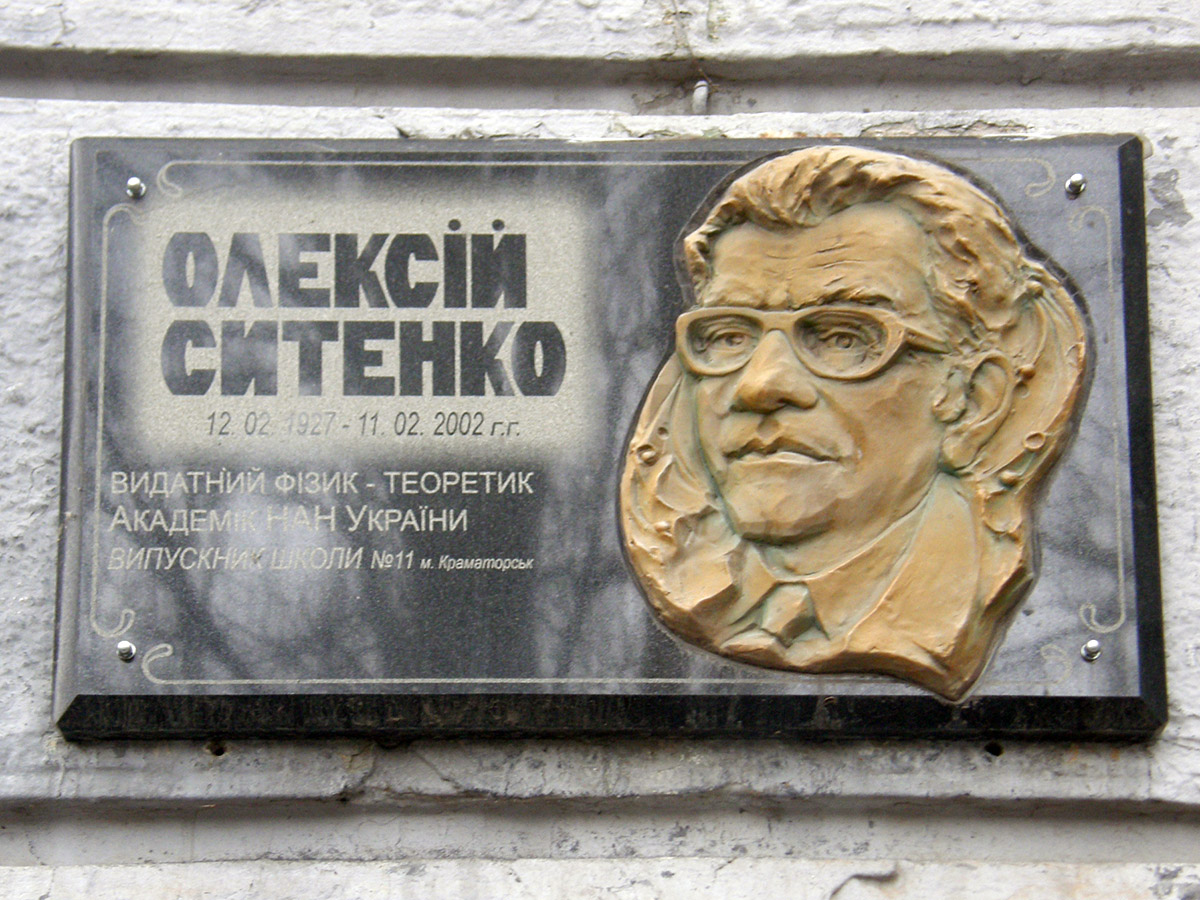 ОЛЕКСІЙ
СИТЕНКО
12. 02. 1927 - 11. 02. 2002 г.г.
ВИДАТНИЙ ФІЗИК - ТЕОРЕТИК
АКАДЕМІК НАН УКРАЇНИ
ВИПУСКНИК ШКОЛИ №11 м. Краматорськ